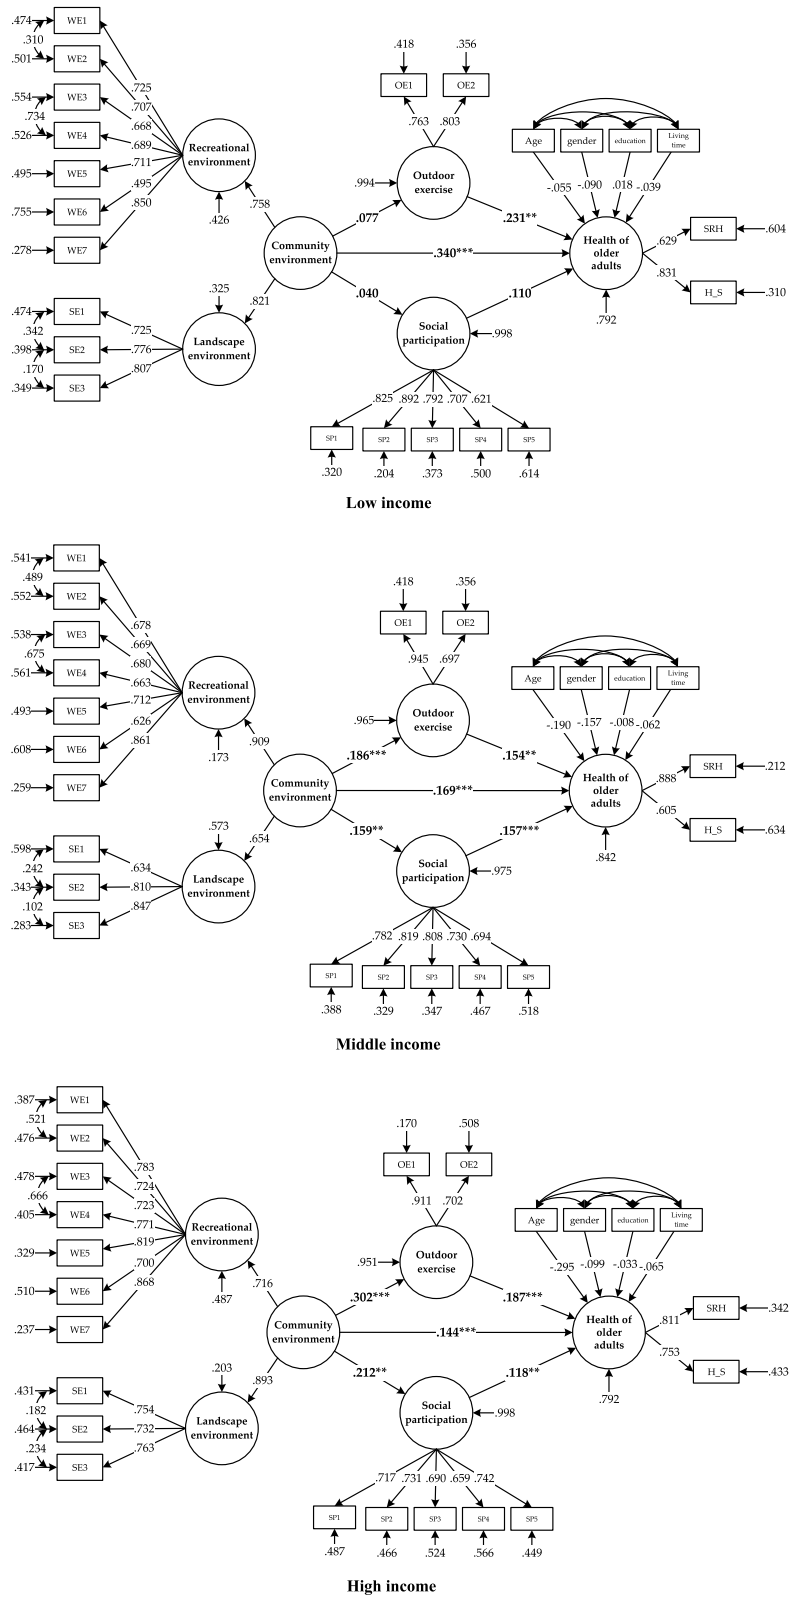 .474
WE1
.310
.501
WE2
.554
WE3
.734
.526
WE4
.495
WE5
.755
WE6
.278
WE7
.725
.707
.668
.689
.711
.495
.850
Recreational
environment
.426
.758
.474
SE1
.342
.398
SE2
.170
.349
SE3
.725
.776
.807
.325
Landscape
environment
.821
Community
environment
.418
.356
OE1
OE2
.763
.803
.994
Outdoor
exercise
.077
.231**
.340***
.040
.110
Social
participation
.998
.825
.892
.792
.707
.621
SP1
SP2
SP3
SP4
SP5
.320
.204
.373
.500
.614
Age
gender
education
Living
time
-.055
-.090
.018
-.039
Health of
older
adults
.792
.629
.831
SRH
.604
H_S
.310
Low income
.541
WE1
.489
.552
WE2
.538
WE3
.675
.561
WE4
.493
WE5
.608
WE6
.259
WE7
.678
.669
.680
.663
.712
.626
.861
Recreational
environment
.173
.909
.598
SE1
.242
.343
SE2
.102
.283
SE3
.634
.810
.847
.573
Landscape
environment
.654
Community
environment
.418
.356
OE1
OE2
.945
.697
.965
Outdoor
exercise
.186***
.154**
.169***
.159**
.157***
Social
participation
.975
.782
.819
.808
.730
.694
SP1
SP2
SP3
SP4
SP5
.388
.329
.347
.467
.518
Age
gender
education
Living
time
-.190
-.157
-.008
-.062
Health of
older
adults
.842
.888
.605
SRH
.212
H_S
.634
Middle income
.387
WE1
.521
.476
WE2
.478
WE3
.666
.405
WE4
.329
WE5
.510
WE6
.237
WE7
.783
.724
.723
.771
.819
.700
.868
Recreational
environment
.487
.716
.431
SE1
.182
.464
SE2
.234
.417
SE3
.754
.732
.763
.203
Landscape
environment
.893
Community
environment
.170
.508
OE1
OE2
.911
.702
.951
Outdoor
exercise
.302***
.187***
.144***
.212**
.118**
Social
participation
.998
.717
.731
.690
.659
.742
SP1
SP2
SP3
SP4
SP5
.487
.466
.524
.566
.449
Age
gender
education
Living
time
-.295
-.099
-.033
-.065
Health of
older
adults
.792
.811
.753
SRH
.342
H_S
.433
High income